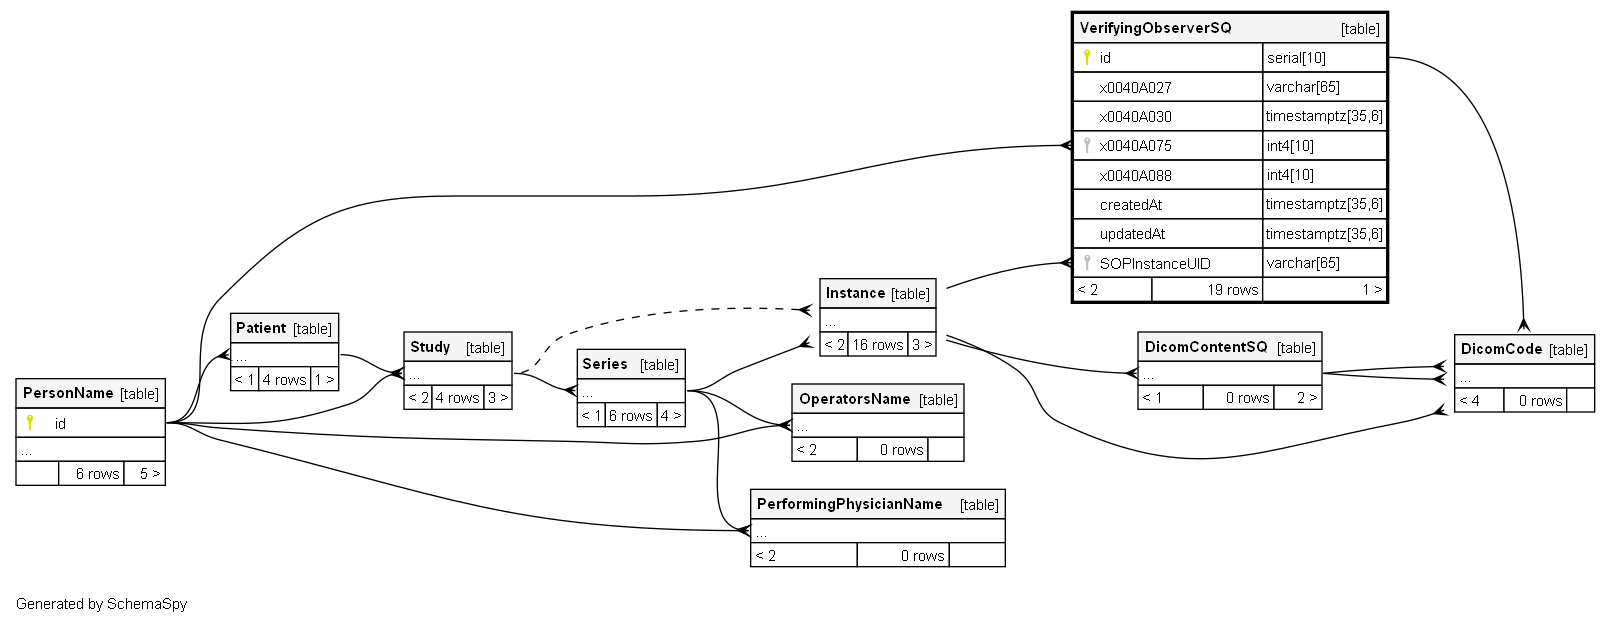 VerifyingObserverSQ [table]
id serial[10]
x0040A027 varchar[65]
x0040A030 timestamptz[35,6]
x0040A075 int4[10]
x0040A088 int4[10]
createdAt timestamptz[35,6]
updatedAt timestamptz[35,6]
SOPInstanceUID varchar[65]
< 2 19 rows 1 >
Instance [table]
...
< 2 16 rows 3 >
Patient [table]
...
< 1 4 rows 1 >
Study [table]
...
< 2 4 rows 3 >
Series [table]
...
< 1 6 rows 4 >
DicomContentSQ [table]
...
< 1 0 rows 2 >
DicomCode [table]
...
< 4 0 rows
PersonName [table]
id
...
6 rows 5 >
OperatorsName [table]
...
< 2 0 rows
PerformingPhysicianName [table]
...
< 2 0 rows
Generated by SchemaSpy